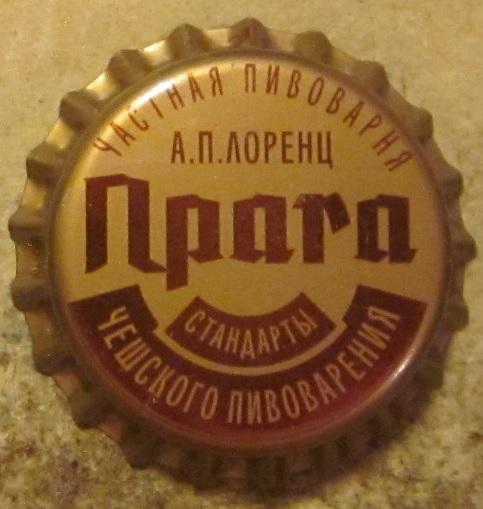 ЧАСТНАЯ ПИВОВАРНЯ
А.П.ЛОРЕНЦ
Прага
СТАНДАРТЫ
ЧЕШСКОГО ПИВОВАРЕНИЯ